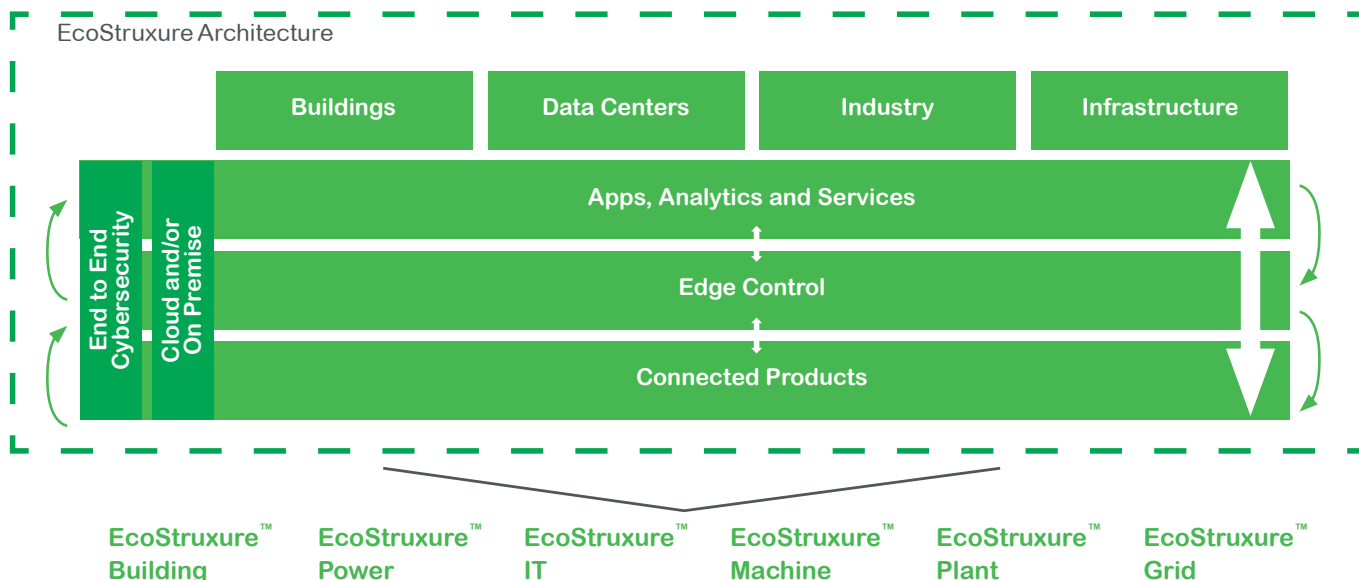 EcoStruxure Architecture
Buildings
Data Centers
Industry
Infrastructure
End to End
Cybersecurity
Cloud and/or
On Premise
Apps, Analytics and Services
Edge Control
Connected Products
EcoStruxure™
Building
EcoStruxure™
Power
EcoStruxure™
IT
EcoStruxure™
Machine
EcoStruxure™
Plant
EcoStruxure™
Grid